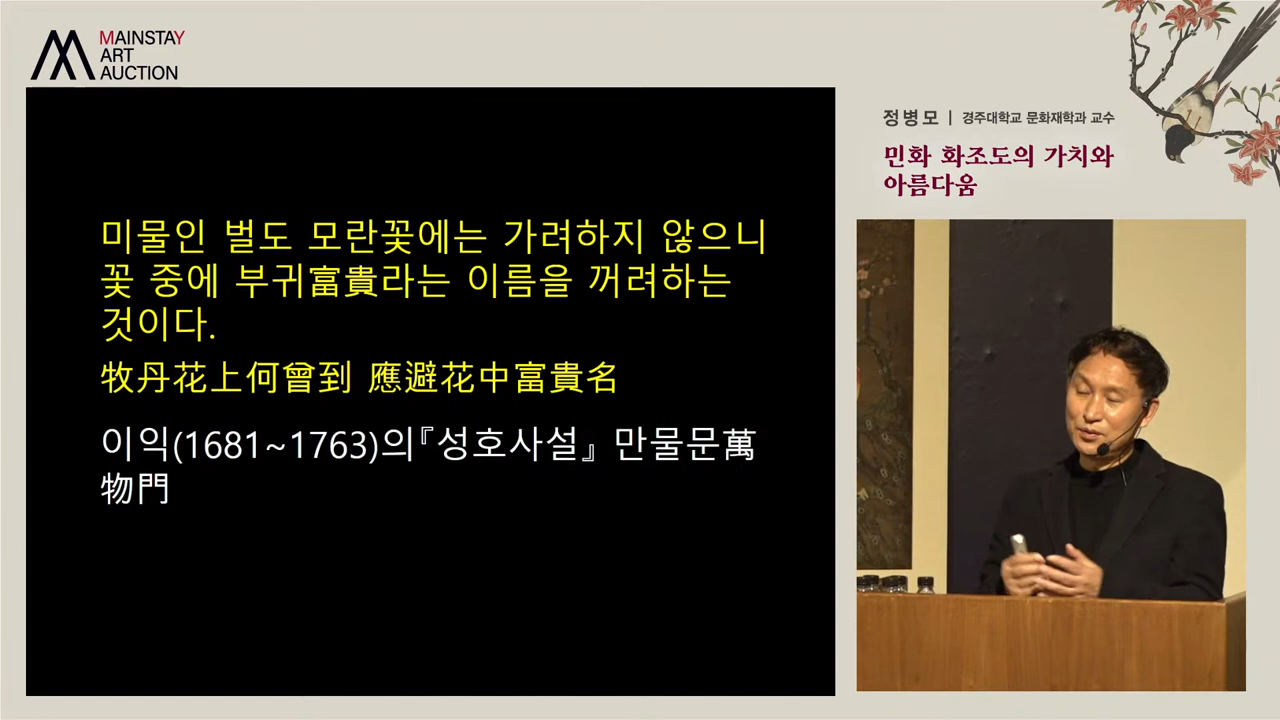 MAINSTAY
ART
AUCTION
정병모 | 경주대학교 문화재학과 교수
민화 화조도의 가치와
아름다움
미물인 벌도 모란꽃에는 가려하지 않으니
꽃 중에 부귀富貴라는 이름을 꺼려하는
것이다.
牧丹花上何曾到 應避花中富貴名
이익(1681~1763)의『성호사설』 만물문萬
物門